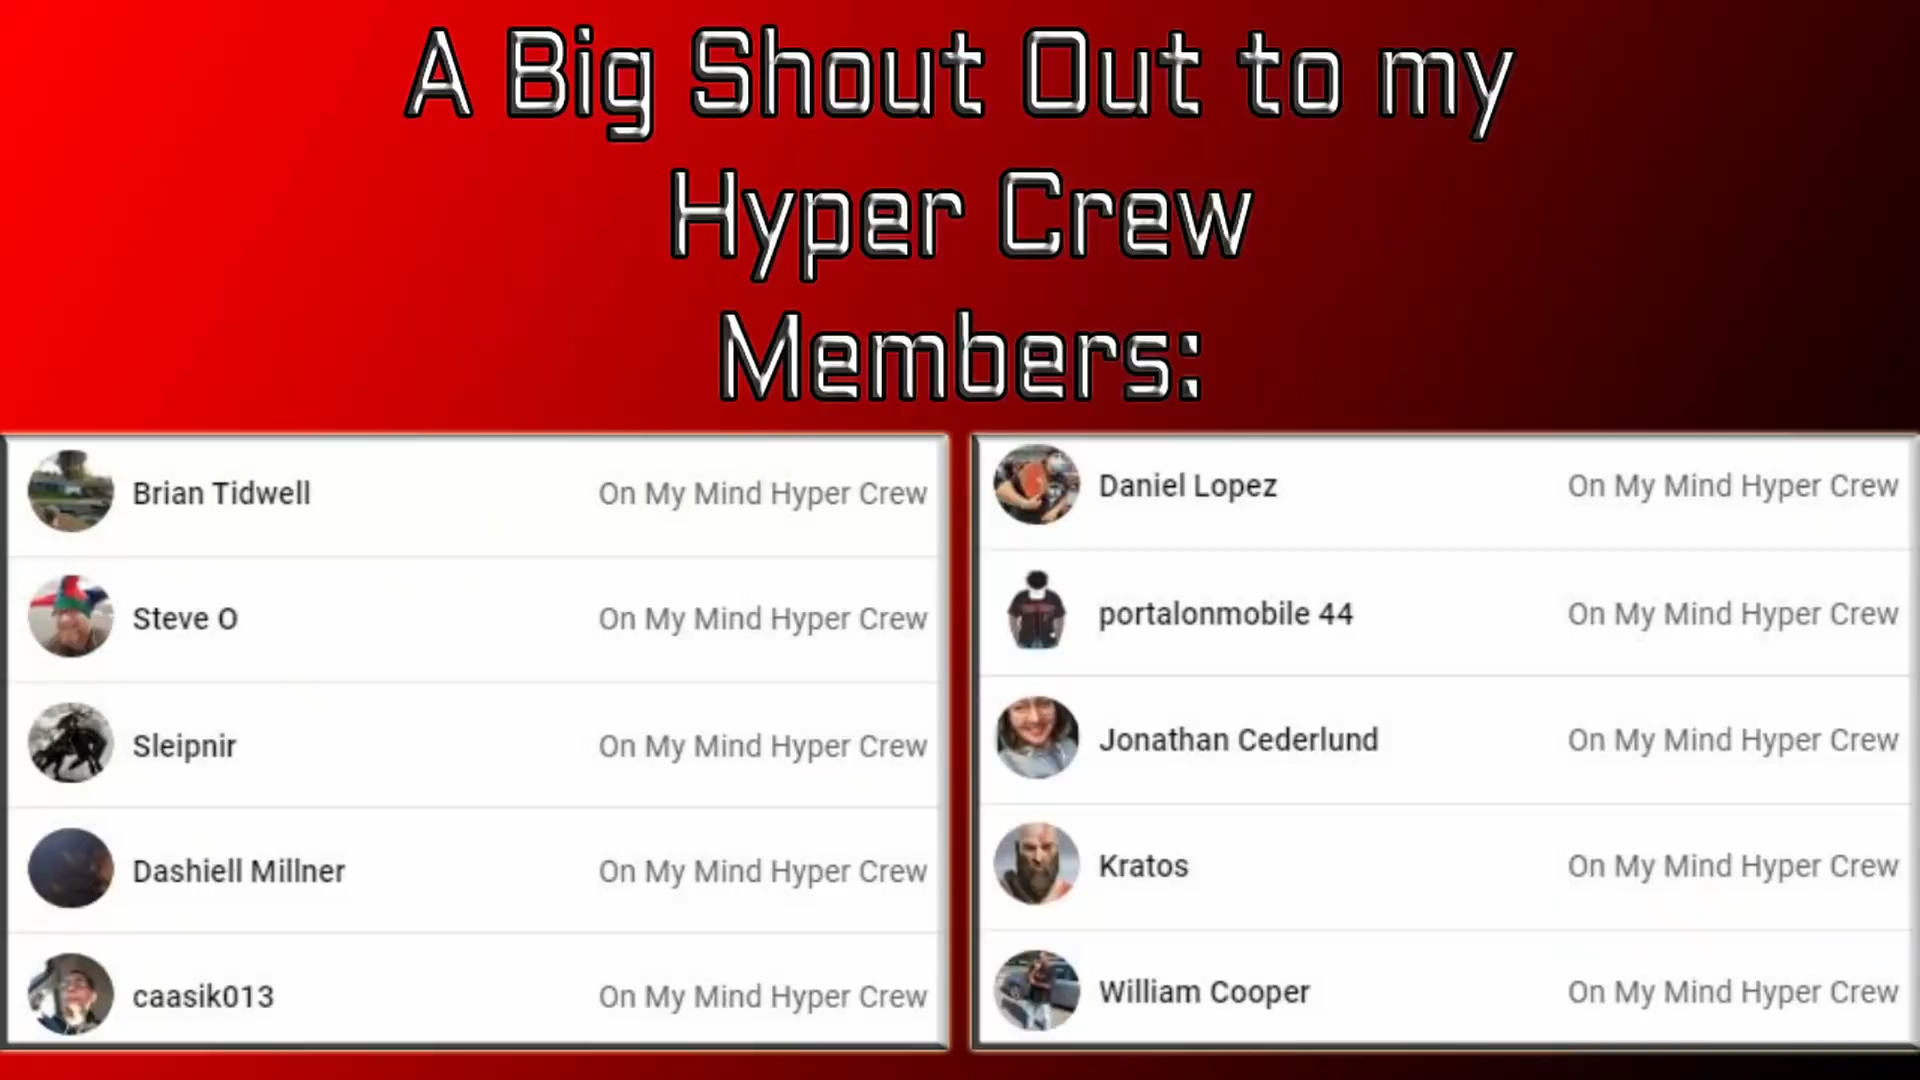 A Big Shout Out to my
Hyper Crew
Members:
Brian Tidwell On My Mind Hyper Crew
Steve O On My Mind Hyper Crew
Sleipnir On My Mind Hyper Crew
Dashiell Millner On My Mind Hyper Crew
caasik013 On My Mind Hyper Crew
Daniel Lopez On My Mind Hyper Crew
portalonmobile 44 On My Mind Hyper Crew
Jonathan Cederlund On My Mind Hyper Crew
Kratos On My Mind Hyper Crew
William Cooper On My Mind Hyper Crew